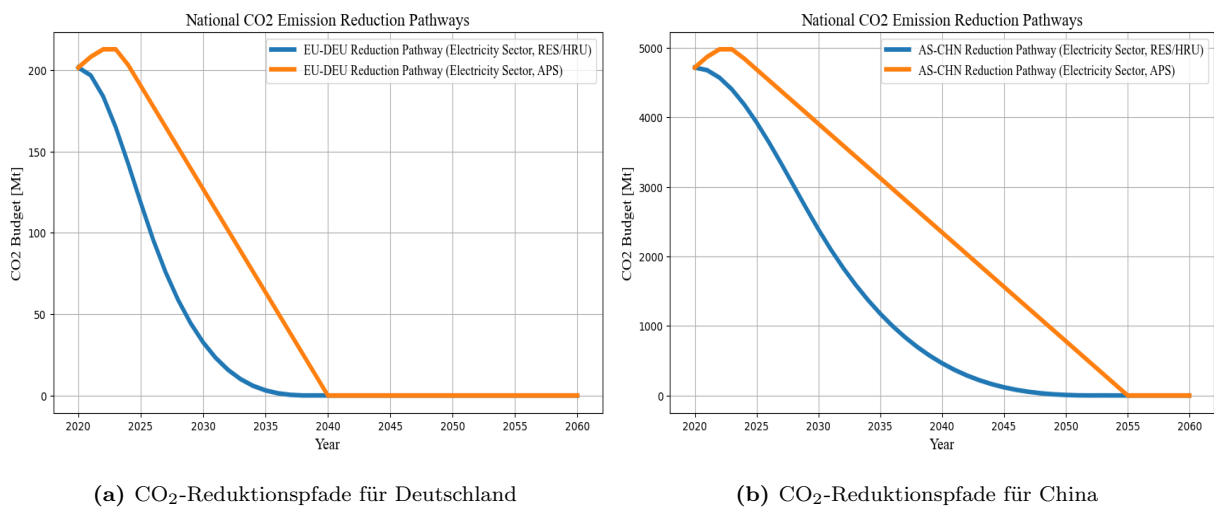 National CO2 Emission Reduction Pathways
EU-DEU Reduction Pathway (Electricity Sector, RES/HRU)
EU-DEU Reduction Pathway (Electricity Sector, APS)
CO2 Budget [Mt]
200
150
100
50
0
2020 2025 2030 2035 2040 2045 2050 2055 2060
Year
(a) CO₂-Reduktionspfade für Deutschland
National CO2 Emission Reduction Pathways
AS-CHN Reduction Pathway (Electricity Sector, RES/HRU)
AS-CHN Reduction Pathway (Electricity Sector, APS)
CO2 Budget [Mt]
5000
4000
3000
2000
1000
0
2020 2025 2030 2035 2040 2045 2050 2055 2060
Year
(b) CO₂-Reduktionspfade für China